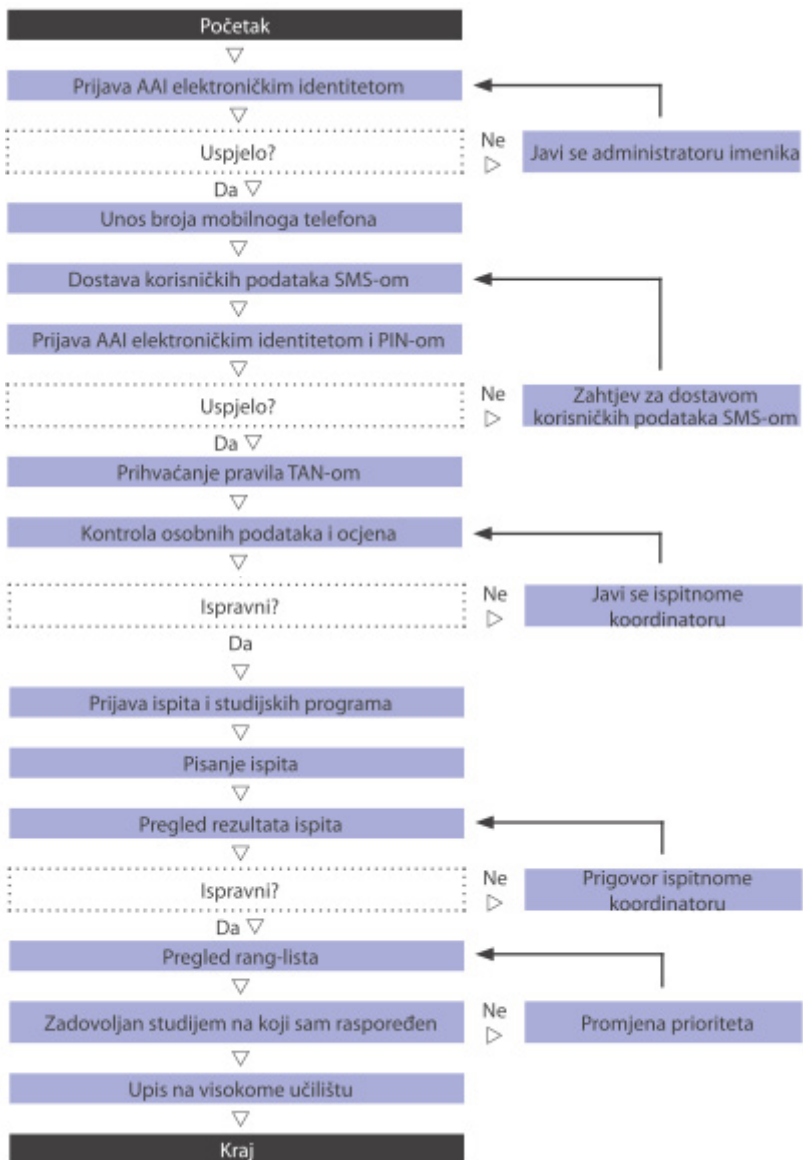 Početak
Prijava AAI elektroničkim identitetom
Uspjelo?
Ne
Javi se administratoru imenika
Da
Unos broja mobilnoga telefona
Dostava korisničkih podataka SMS-om
Prijava AAI elektroničkim identitetom i PIN-om
Uspjelo?
Ne
Zahtjev za dostavom
korisničkih podataka SMS-om
Da
Prihvaćanje pravila TAN-om
Kontrola osobnih podataka i ocjena
Ispravni?
Ne
Javi se ispitnome
koordinatoru
Da
Prijava ispita i studijskih programa
Pisanje ispita
Pregled rezultata ispita
Ispravni?
Ne
Prigovor ispitnome
koordinatoru
Da
Pregled rang-lista
Zadovoljan studijem na koji sam raspoređen
Ne
Promjena prioriteta
Upis na visokome učilištu
Kraj